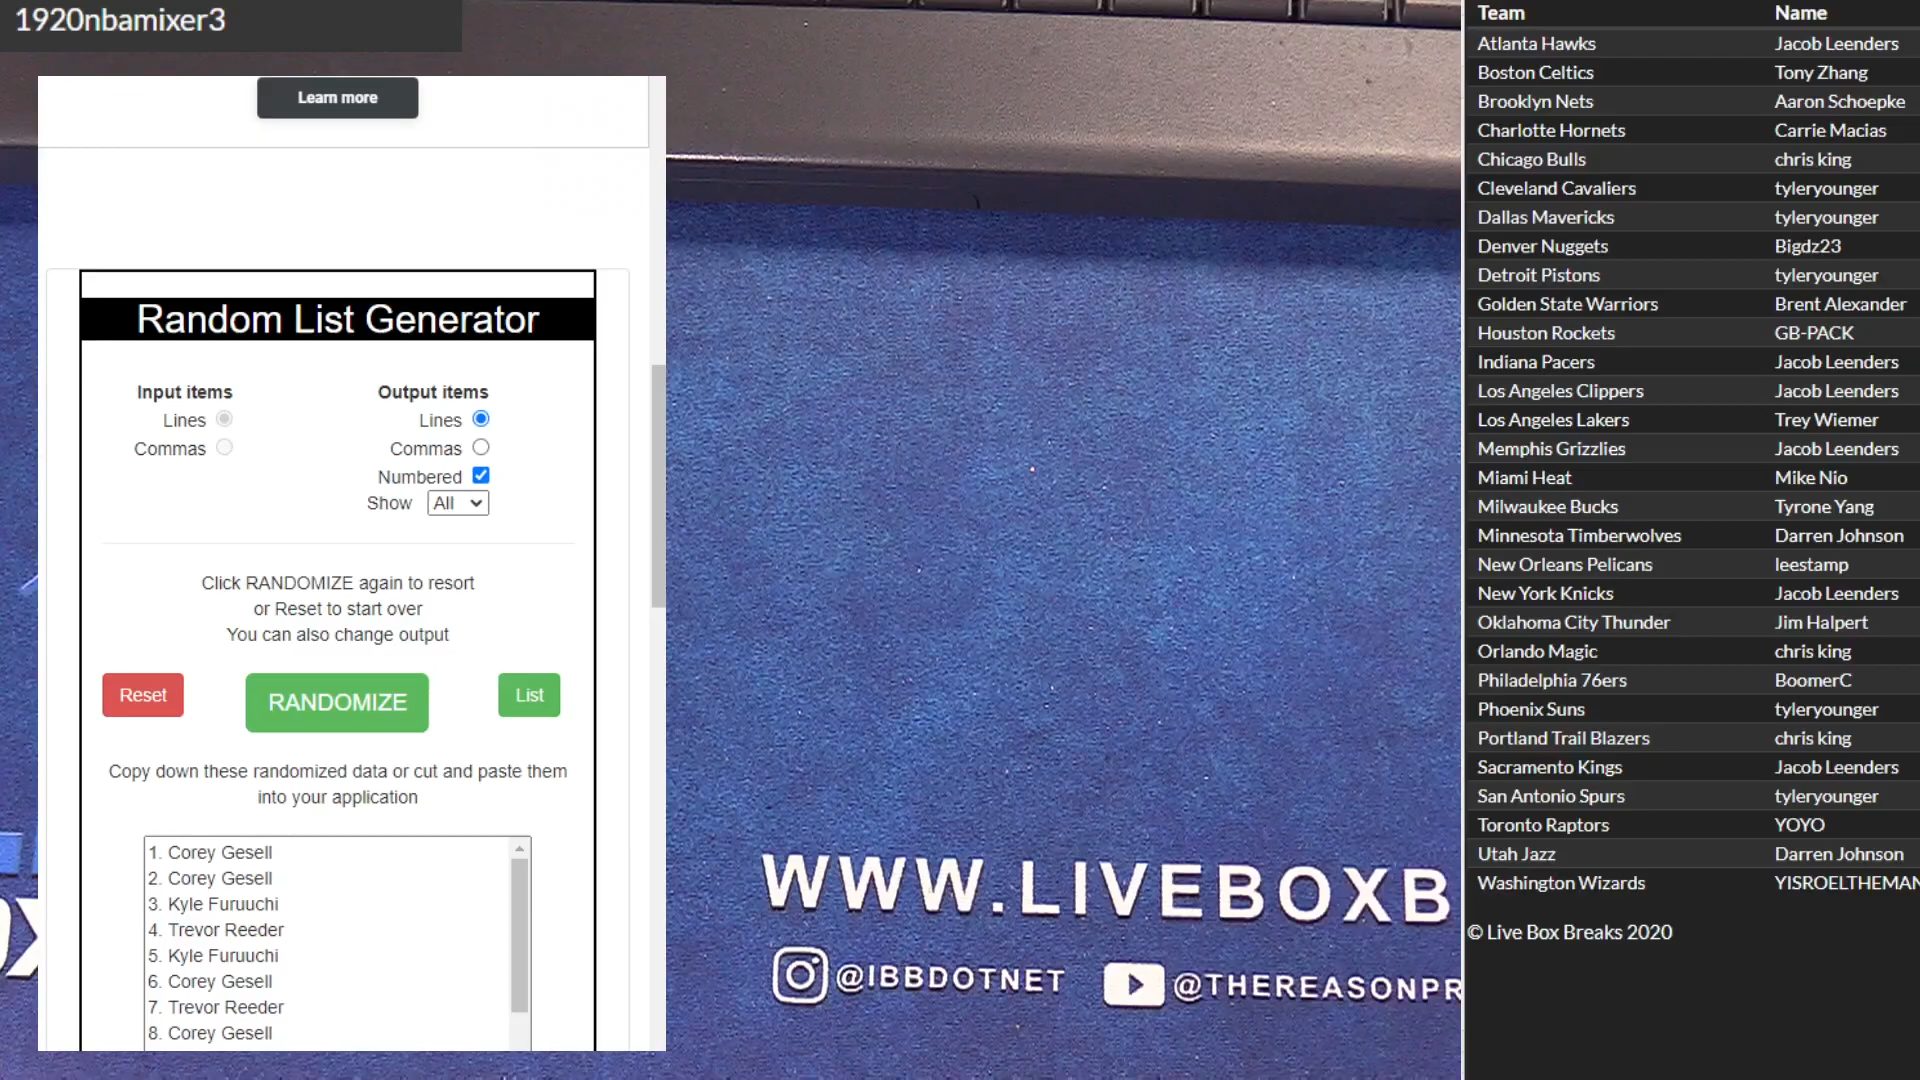 1920nbamixer3
Learn more
Random List Generator
Input items
Lines
Commas
Output items
Lines
Commas
Numbered
Show All
Click RANDOMIZE again to resort
or Reset to start over
You can also change output
Reset
RANDOMIZE
List
Copy down these randomized data or cut and paste them
into your application
1. Corey Gesell
2. Corey Gesell
3. Kyle Furuuchi
4. Trevor Reeder
5. Kyle Furuuchi
6. Corey Gesell
7. Trevor Reeder
8. Corey Gesell
WWW.LIVEBOXB
@IBBDOTNET @THEREASONPR
Team Name
Atlanta Hawks Jacob Leenders
Boston Celtics Tony Zhang
Brooklyn Nets Aaron Schoepke
Charlotte Hornets Carrie Macias
Chicago Bulls chris king
Cleveland Cavaliers tyleryounger
Dallas Mavericks tyleryounger
Denver Nuggets Bigdz23
Detroit Pistons tyleryounger
Golden State Warriors Brent Alexander
Houston Rockets GB-PACK
Indiana Pacers Jacob Leenders
Los Angeles Clippers Jacob Leenders
Los Angeles Lakers Trey Wiemer
Memphis Grizzlies Jacob Leenders
Miami Heat Mike Nio
Milwaukee Bucks Tyrone Yang
Minnesota Timberwolves Darren Johnson
New Orleans Pelicans leestamp
New York Knicks Jacob Leenders
Oklahoma City Thunder Jim Halpert
Orlando Magic chris king
Philadelphia 76ers BoomerC
Phoenix Suns tyleryounger
Portland Trail Blazers chris king
Sacramento Kings Jacob Leenders
San Antonio Spurs tyleryounger
Toronto Raptors YOYO
Utah Jazz Darren Johnson
Washington Wizards YISROELTHEMAN
© Live Box Breaks 2020